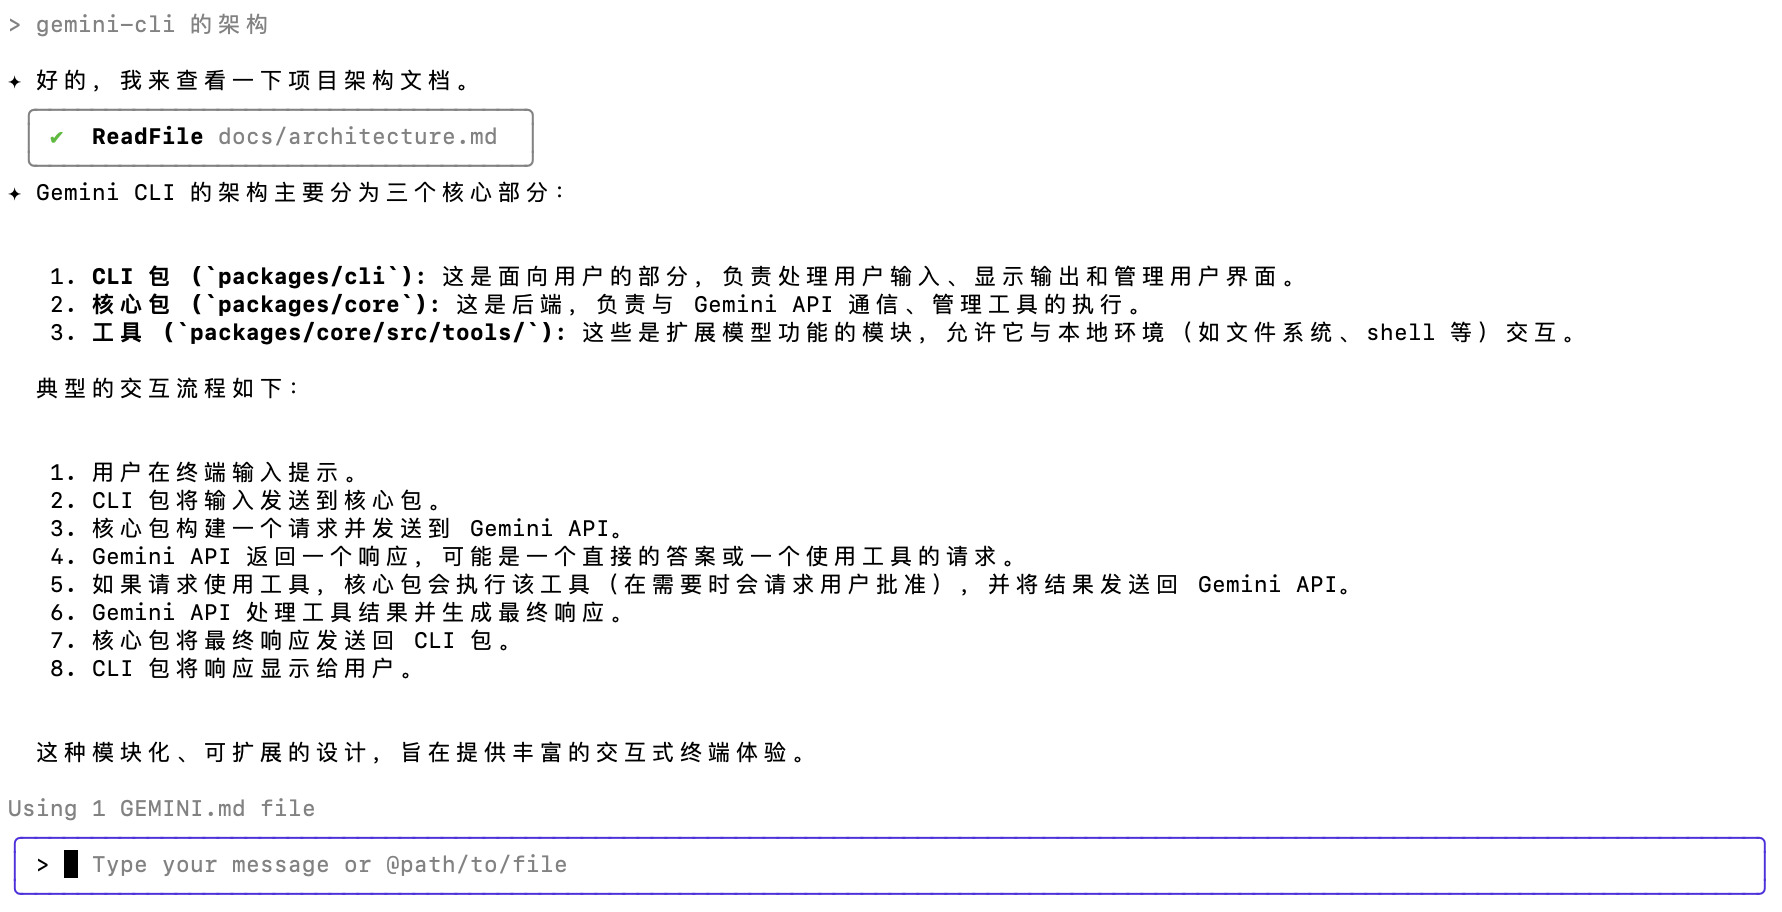 > gemini-cli 的架构
✦ 好的，我来查看一下项目架构文档。
✔ ReadFile docs/architecture.md
✦ Gemini CLI 的架构主要分为三个核心部分：
1. CLI 包 (`packages/cli`): 这是面向用户的部分，负责处理用户输入、显示输出和管理用户界面。
2. 核心包 (`packages/core`): 这是后端，负责与 Gemini API 通信、管理工具的执行。
3. 工具 (`packages/core/src/tools/`): 这些是扩展模型功能的模块，允许它与本地环境（如文件系统、shell 等）交互。
典型的交互流程如下：
1. 用户在终端输入提示。
2. CLI 包将输入发送到核心包。
3. 核心包构建一个请求并发送到 Gemini API。
4. Gemini API 返回一个响应，可能是一个直接的答案或一个使用工具的请求。
5. 如果请求使用工具，核心包会执行该工具（在需要时会请求用户批准），并将结果发送回 Gemini API。
6. Gemini API 处理工具结果并生成最终响应。
7. 核心包将最终响应发送回 CLI 包。
8. CLI 包将响应显示给用户。
这种模块化、可扩展的设计，旨在提供丰富的交互式终端体验。
Using 1 GEMINI.md file
> Type your message or @path/to/file